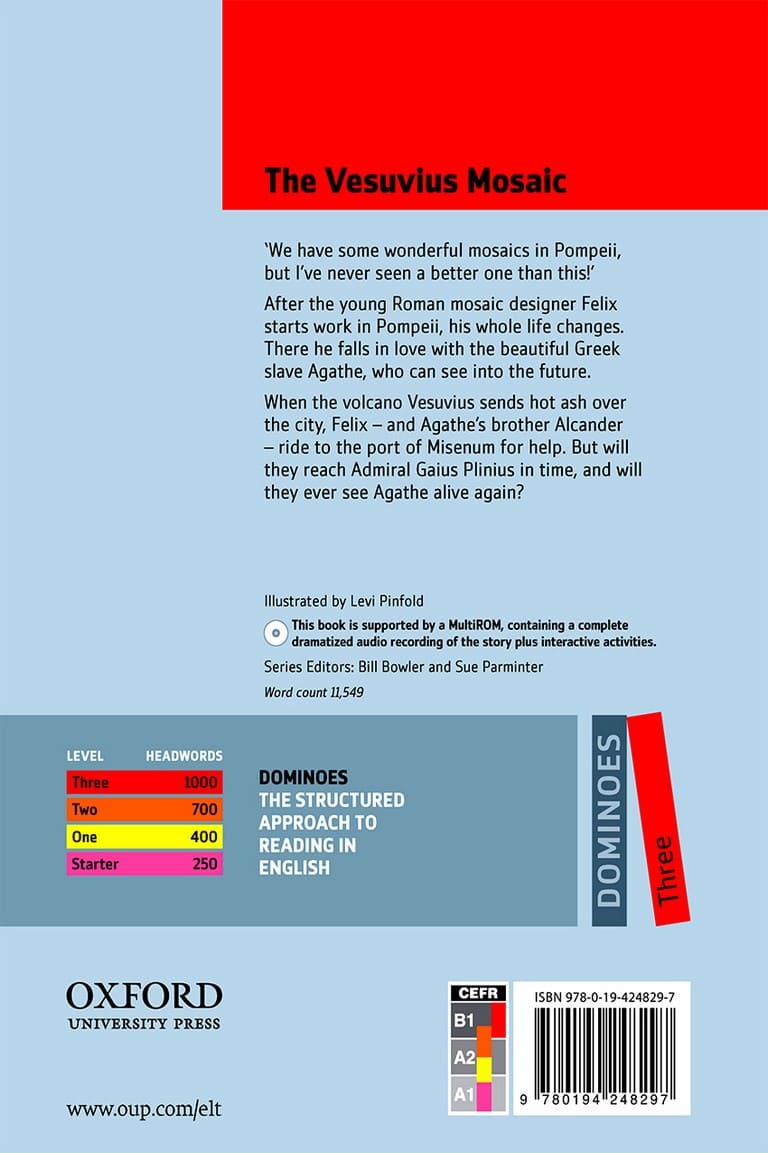 The Vesuvius Mosaic
‘We have some wonderful mosaics in Pompeii,
but I’ve never seen a better one than this!’
After the young Roman mosaic designer Felix
starts work in Pompeii, his whole life changes.
There he falls in love with the beautiful Greek
slave Agathe, who can see into the future.
When the volcano Vesuvius sends hot ash over
the city, Felix – and Agathe’s brother Alcander
– ride to the port of Misenum for help. But will
they reach Admiral Gaius Plinius in time, and will
they ever see Agathe alive again?
Illustrated by Levi Pinfold
This book is supported by a MultiROM, containing a complete
dramatized audio recording of the story plus interactive activities.
Series Editors: Bill Bowler and Sue Parminter
Word count 11,549
LEVEL HEADWORDS
Three 1000
Two 700
One 400
Starter 250
DOMINOES
THE STRUCTURED
APPROACH TO
READING IN
ENGLISH
DOMINOES
Three
OXFORD
UNIVERSITY PRESS
www.oup.com/elt
CEFR
B1
A2
A1
ISBN 978-0-19-424829-7
9 780194 248297